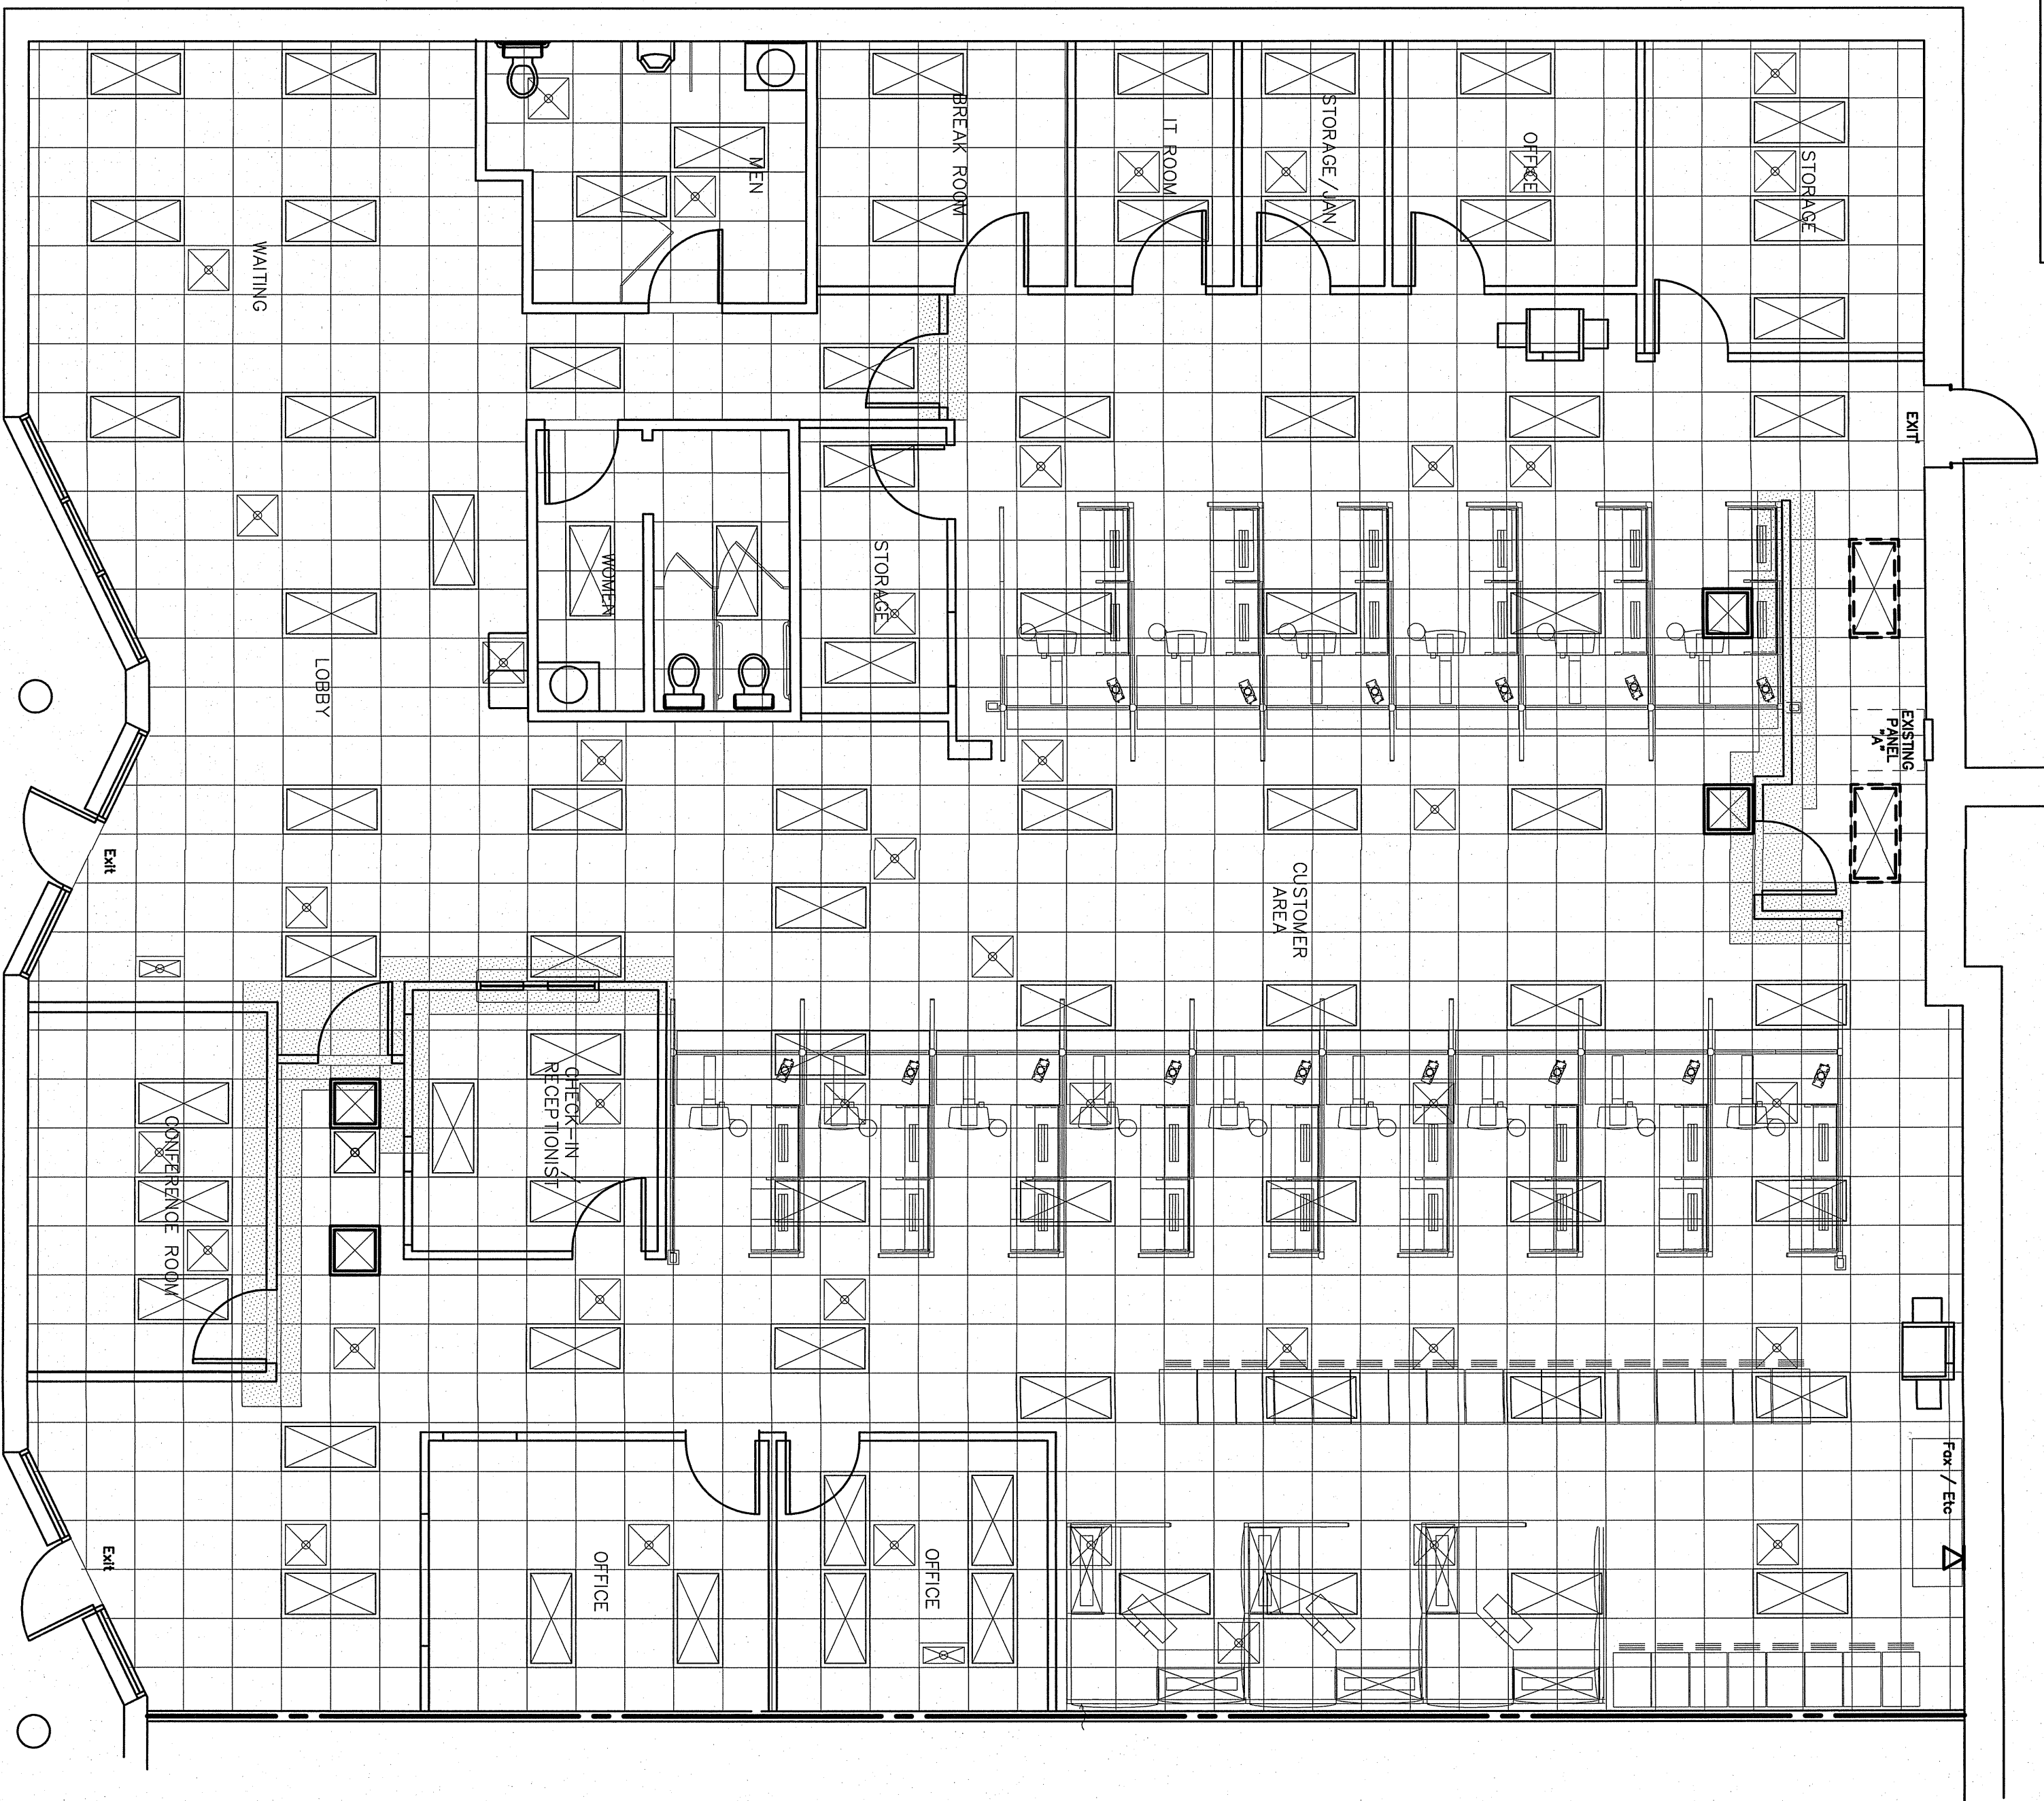 BREAK ROOM
IT ROOM
STORAGE/JAN
OFFICE
STORAGE
MEN
WAITING
EXIT
WOMEN
STORAGE
LOBBY
EXISTING
PANEL
"A"
Exit
CUSTOMER
AREA
CHECK-IN /
RECEPTIONIST
CONFERENCE ROOM
Fax / Etc
Exit
OFFICE
OFFICE